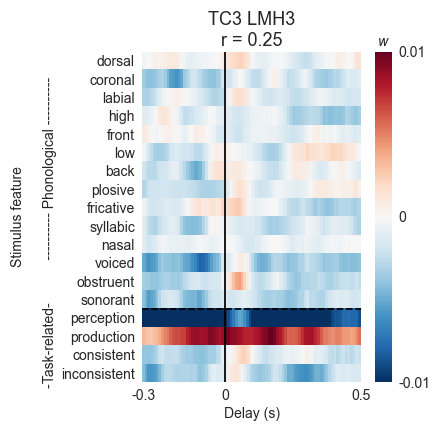 TC3 LMH3
r = 0.25
w
Stimulus feature
---------- Phonological ----------
-Task-related-
dorsal
coronal
labial
high
front
low
back
plosive
fricative
syllabic
nasal
voiced
obstruent
sonorant
perception
production
consistent
inconsistent
0.01
0
-0.01
-0.3 0 0.5
Delay (s)